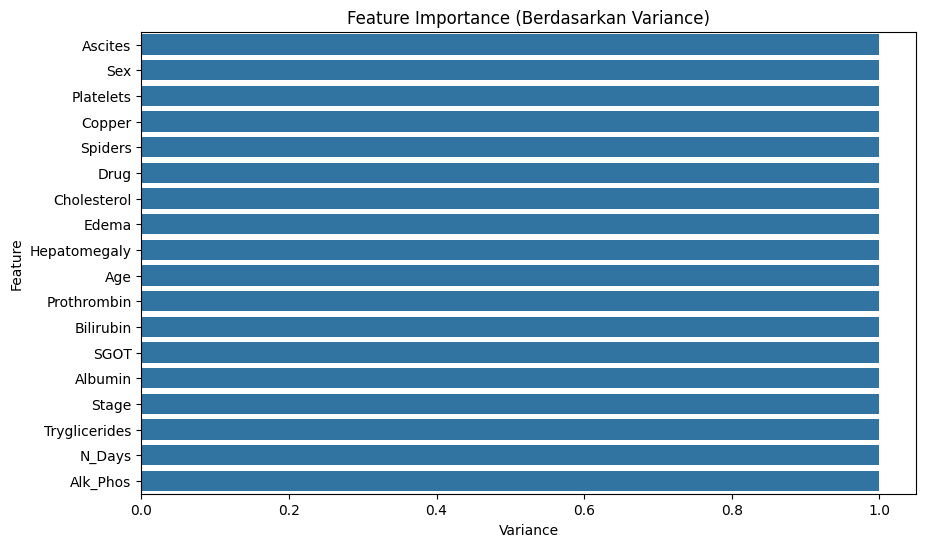 Feature Importance (Berdasarkan Variance)
Ascites
Sex
Platelets
Copper
Spiders
Drug
Cholesterol
Edema
Hepatomegaly
Age
Prothrombin
Bilirubin
SGOT
Albumin
Stage
Tryglicerides
N_Days
Alk_Phos
Feature
0.0 0.2 0.4 0.6 0.8 1.0
Variance